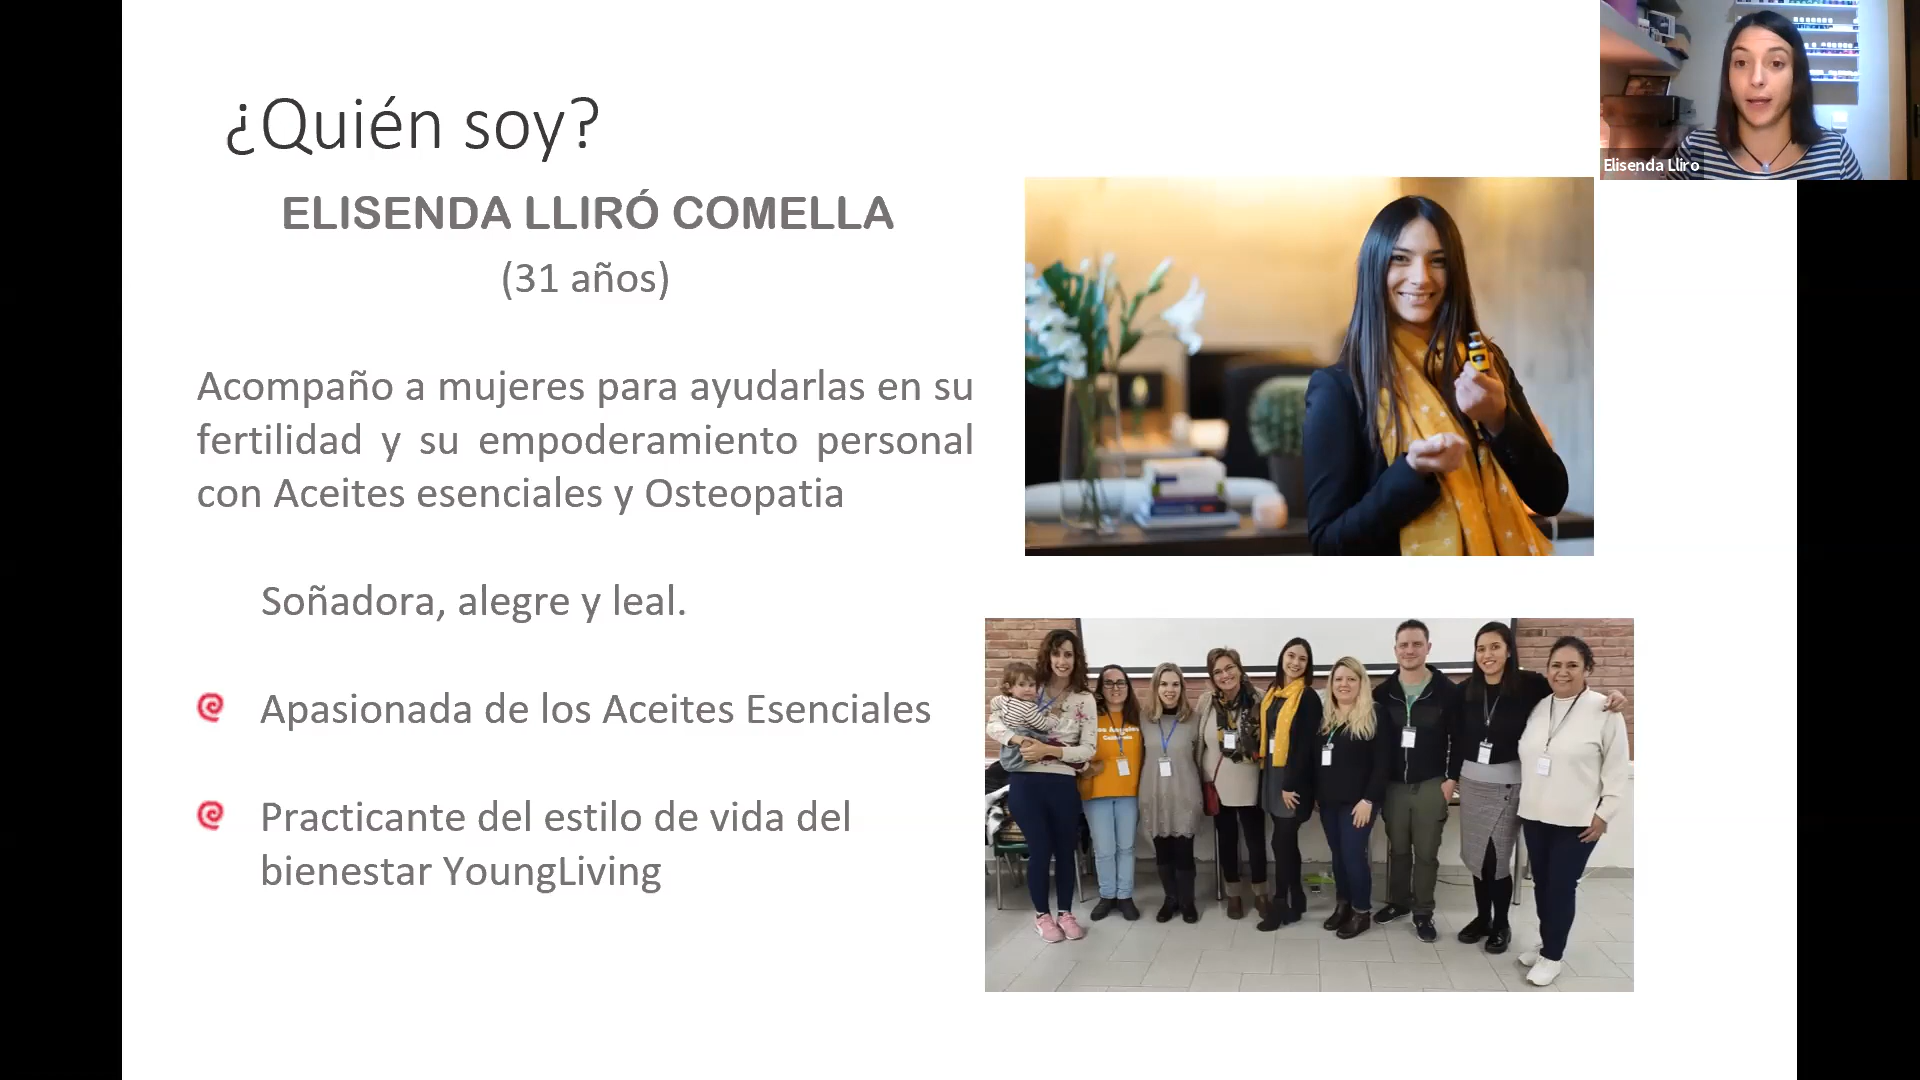 ¿Quién soy?
ELISENDA LLIRÓ COMELLA
(31 años)
Acompaño a mujeres para ayudarlas en su
fertilidad y su empoderamiento personal
con Aceites esenciales y Osteopatia
Soñadora, alegre y leal.
Apasionada de los Aceites Esenciales
Practicante del estilo de vida del
bienestar YoungLiving
Elisenda Lliro